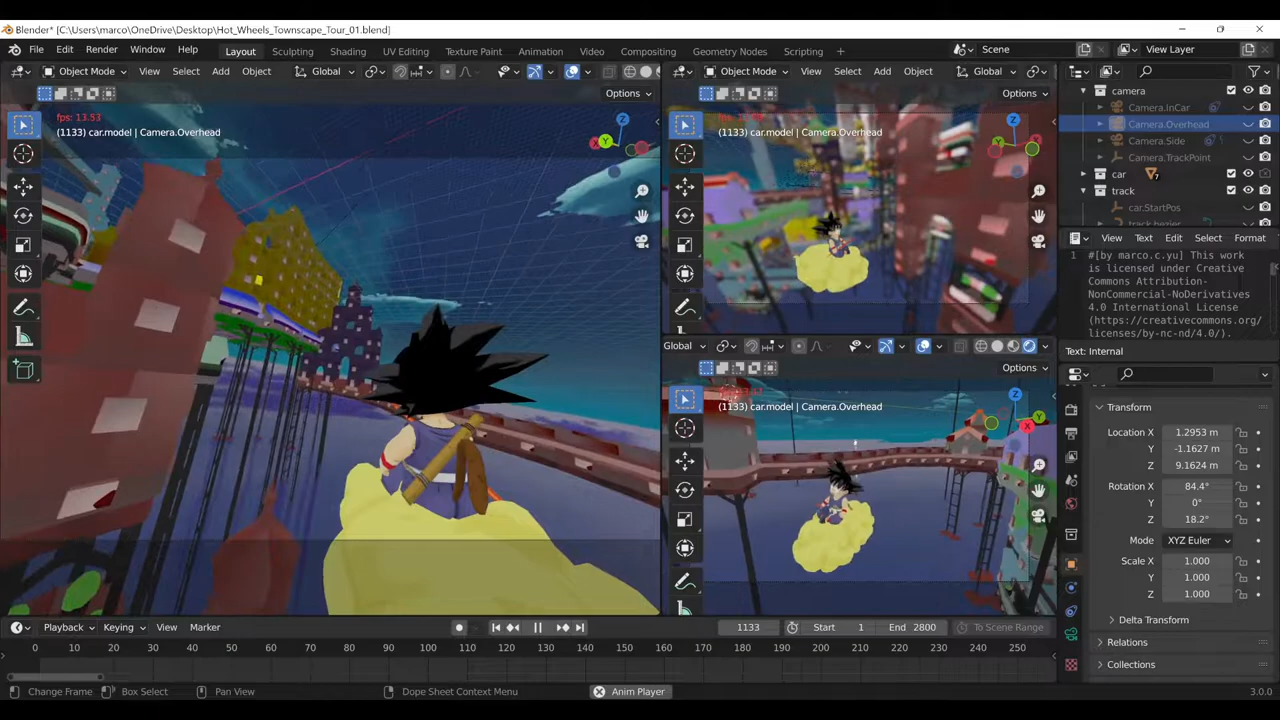 Blender* [C:\Users\marco\OneDrive\Desktop\Hot_Wheels_Townscape_Tour_01.blend]
File Edit Render Window Help Layout Sculpting Shading UV Editing Texture Paint Animation Video Compositing Geometry Nodes Scripting + Scene View Layer
Object Mode View Select Add Object Global
Options
fps: 13.53
(1133) car.model | Camera.Overhead
Object Mode View Select Add Object Global
Options
(1133) car.model | Camera.Overhead
Global
Options
(1133) car.model | Camera.Overhead
camera
Camera.InCar
Camera.Overhead
Camera.Side
Camera.TrackPoint
car
7
track
car.StartPos
track.bezier
View Text Select Edit Format
1 #[by marco.c.yu] This work
is licensed under Creative
Commons Attribution-
NonCommercial-NoDerivatives
4.0 International License
(https://creativecommons.org/
licenses/by-nc-nd/4.0/).
Text: Internal
Transform
Location X 1.2953 m
Y -1.1627 m
Z 9.1624 m
Rotation X 84.4°
Y 0°
Z 18.2°
Mode XYZ Euler
Scale X 1.000
Y 1.000
Z 1.000
Delta Transform
Relations
Collections
Playback Keying View Marker 1133 Start 1 End 2800 To Scene Range
0 10 20 30 40 50 60 70 80 90 100 110 120 130 140 150 160 170 180 190 200 210 220 230 240 250
Change Frame Box Select Pan View Dope Sheet Context Menu Anim Player 3.0.0
X Y Z
X Z
Z Y X